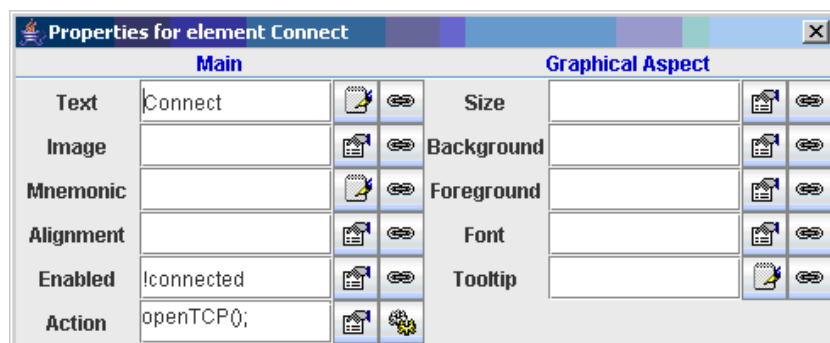 Properties for element Connect
Main Graphical Aspect
Text Connect Size
Image Background
Mnemonic Foreground
Alignment Font
Enabled !connected Tooltip
Action openTCP();